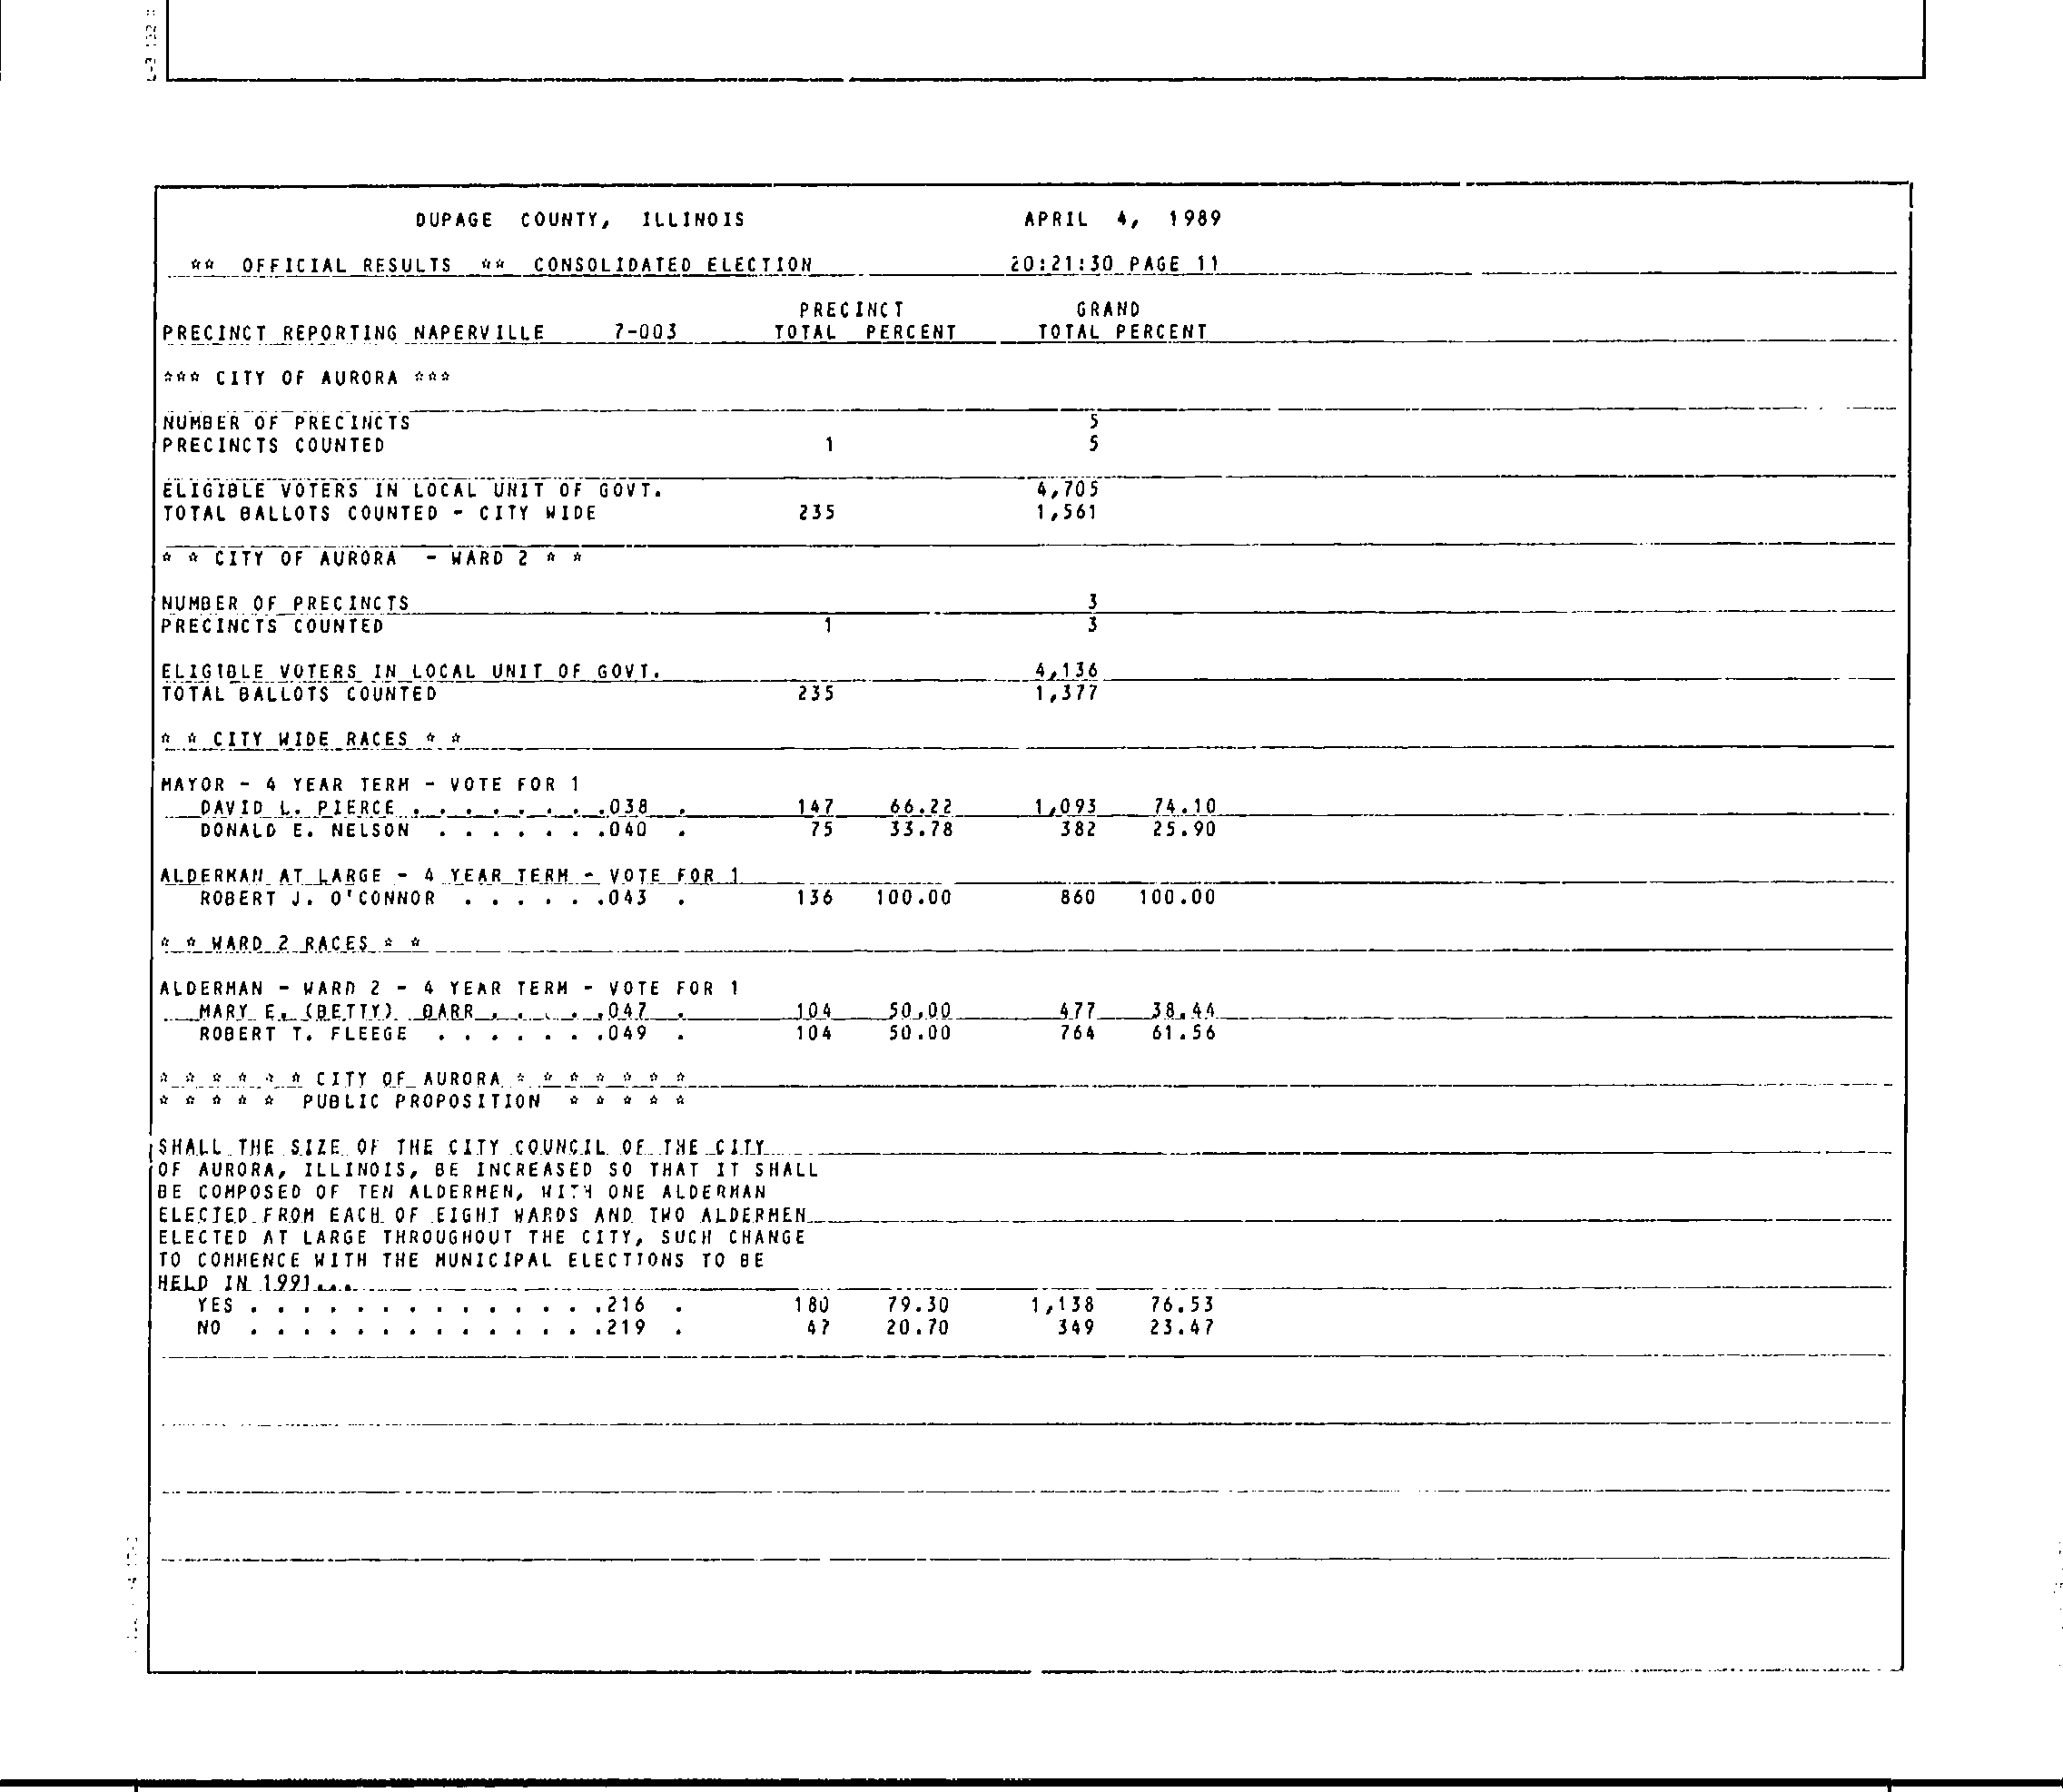 DUPAGE COUNTY, ILLINOIS APRIL 4, 1989
** OFFICIAL RESULTS ** CONSOLIDATED ELECTION 20:21:30 PAGE 11
PRECINCT GRAND
PRECINCT REPORTING NAPERVILLE 7-003 TOTAL PERCENT TOTAL PERCENT
*** CITY OF AURORA ***
NUMBER OF PRECINCTS 5
PRECINCTS COUNTED 1 5
ELIGIBLE VOTERS IN LOCAL UNIT OF GOVT. 4,705
TOTAL BALLOTS COUNTED - CITY WIDE 235 1,561
* * CITY OF AURORA - WARD 2 * *
NUMBER OF PRECINCTS 3
PRECINCTS COUNTED 1 3
ELIGIBLE VOTERS IN LOCAL UNIT OF GOVT. 4,136
TOTAL BALLOTS COUNTED 235 1,377
* * CITY WIDE RACES * *
MAYOR - 4 YEAR TERM - VOTE FOR 1
DAVID L. PIERCE . . . . . . . .038 . 147 66.22 1,093 74.10
DONALD E. NELSON . . . . . . .040 . 75 33.78 382 25.90
ALDERMAN AT LARGE - 4 YEAR TERM - VOTE FOR 1
ROBERT J. O'CONNOR . . . . . .043 . 136 100.00 860 100.00
* * WARD 2 RACES * *
ALDERMAN - WARD 2 - 4 YEAR TERM - VOTE FOR 1
MARY E. (BETTY) BARR . . . . .047 . 104 50.00 477 38.44
ROBERT T. FLEEGE . . . . . . .049 . 104 50.00 764 61.56
* * * * * * CITY OF AURORA * * * * * * *
* * * * * PUBLIC PROPOSITION * * * * *
SHALL THE SIZE OF THE CITY COUNCIL OF THE CITY
OF AURORA, ILLINOIS, BE INCREASED SO THAT IT SHALL
BE COMPOSED OF TEN ALDERMEN, WITH ONE ALDERMAN
ELECTED FROM EACH OF EIGHT WARDS AND TWO ALDERMEN
ELECTED AT LARGE THROUGHOUT THE CITY, SUCH CHANGE
TO COMMENCE WITH THE MUNICIPAL ELECTIONS TO BE
HELD IN 1991...
YES . . . . . . . . . . . . . .216 . 180 79.30 1,138 76.53
NO . . . . . . . . . . . . . .219 . 47 20.70 349 23.47